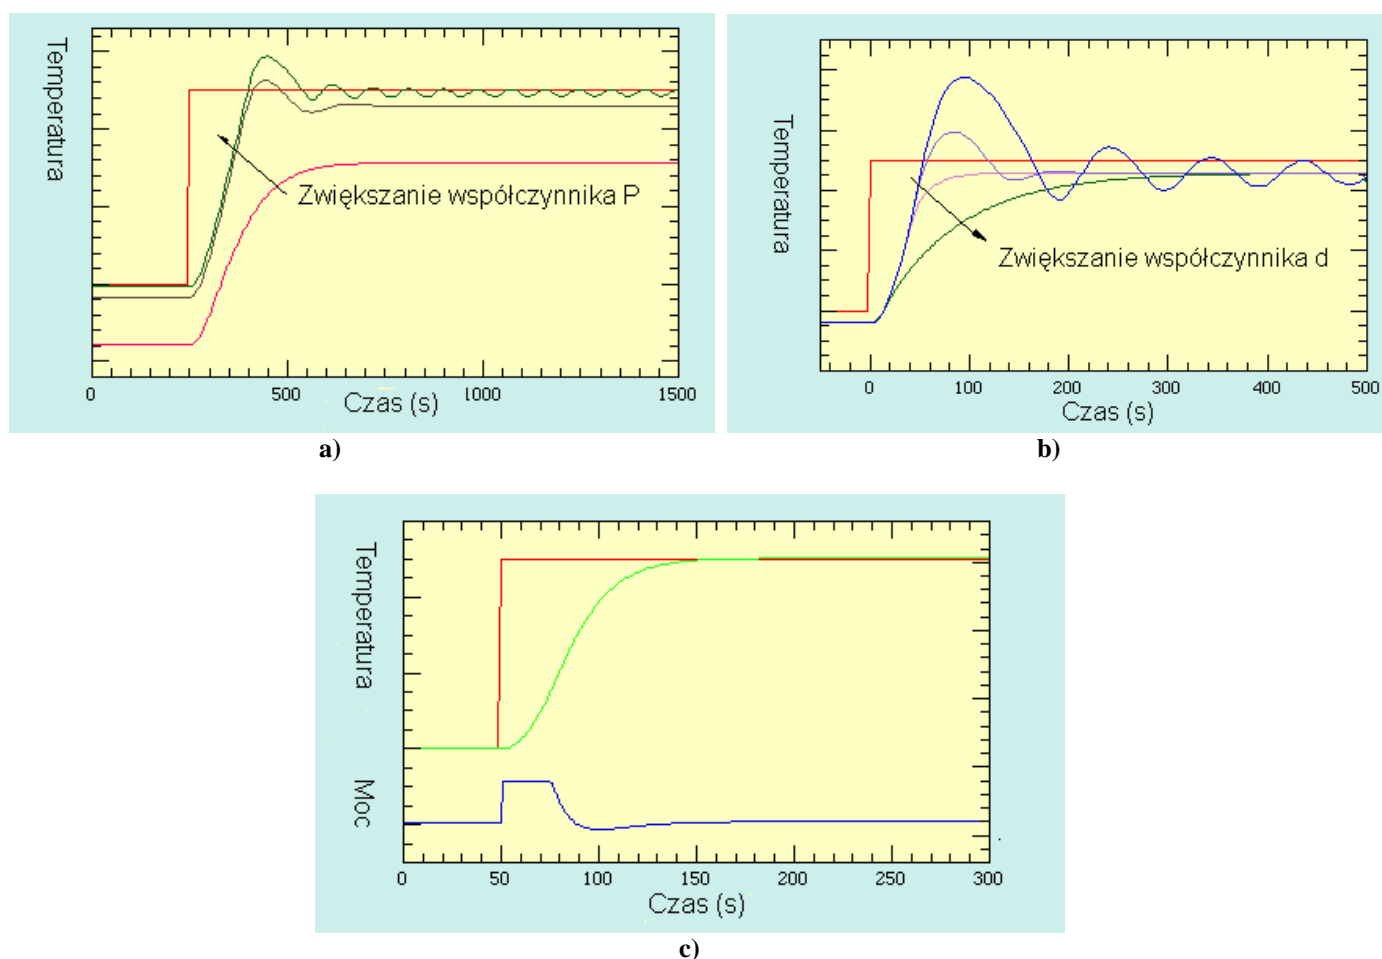 Temperatura
Zwiększanie współczynnika P
0 500 1000 1500
Czas (s)
a)
Temperatura
Zwiększanie współczynnika d
0 100 200 300 400 500
Czas (s)
b)
Temperatura
Moc
0 50 100 150 200 250 300
Czas (s)
c)